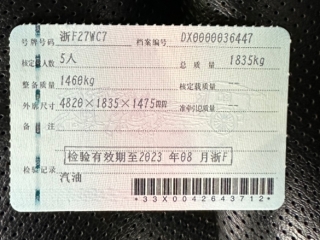 号牌号码 浙F27WC7 档案编号 DX0000036447
核定载人数 5人 总质量 1835kg
整备质量 1460kg 核定载质量 --
外廓尺寸 4820×1835×1475mm 准牵引总质量 --
备注
检验有效期至2023年08月浙F
检验记录
汽油
*33X0042643712*